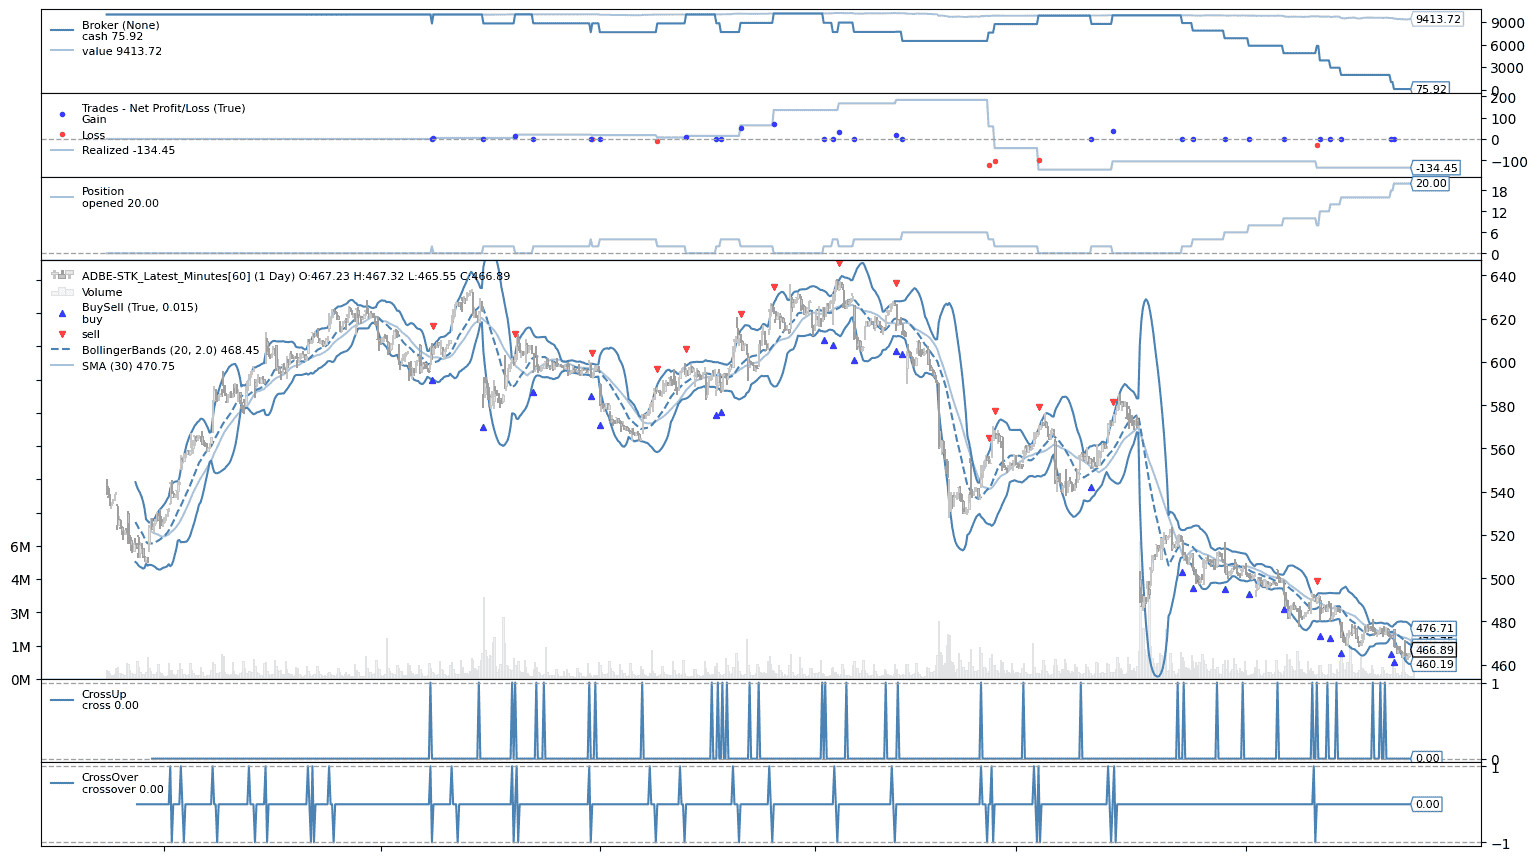 Broker (None)
cash 75.92
value 9413.72
9413.72
9000
6000
3000
0
75.92
Trades - Net Profit/Loss (True)
Gain
Loss
Realized -134.45
200
100
0
−100
-134.45
Position
opened 20.00
20.00
18
12
6
0
ADBE-STK_Latest_Minutes[60] (1 Day) O:467.23 H:467.32 L:465.55 C:466.89
Volume
BuySell (True, 0.015)
buy
sell
BollingerBands (20, 2.0) 468.45
SMA (30) 470.75
640
620
600
580
560
540
520
500
480
460
476.71
466.89
460.19
6M
4M
3M
1M
0M
CrossUp
cross 0.00
1
0
0.00
CrossOver
crossover 0.00
1
0.00
−1